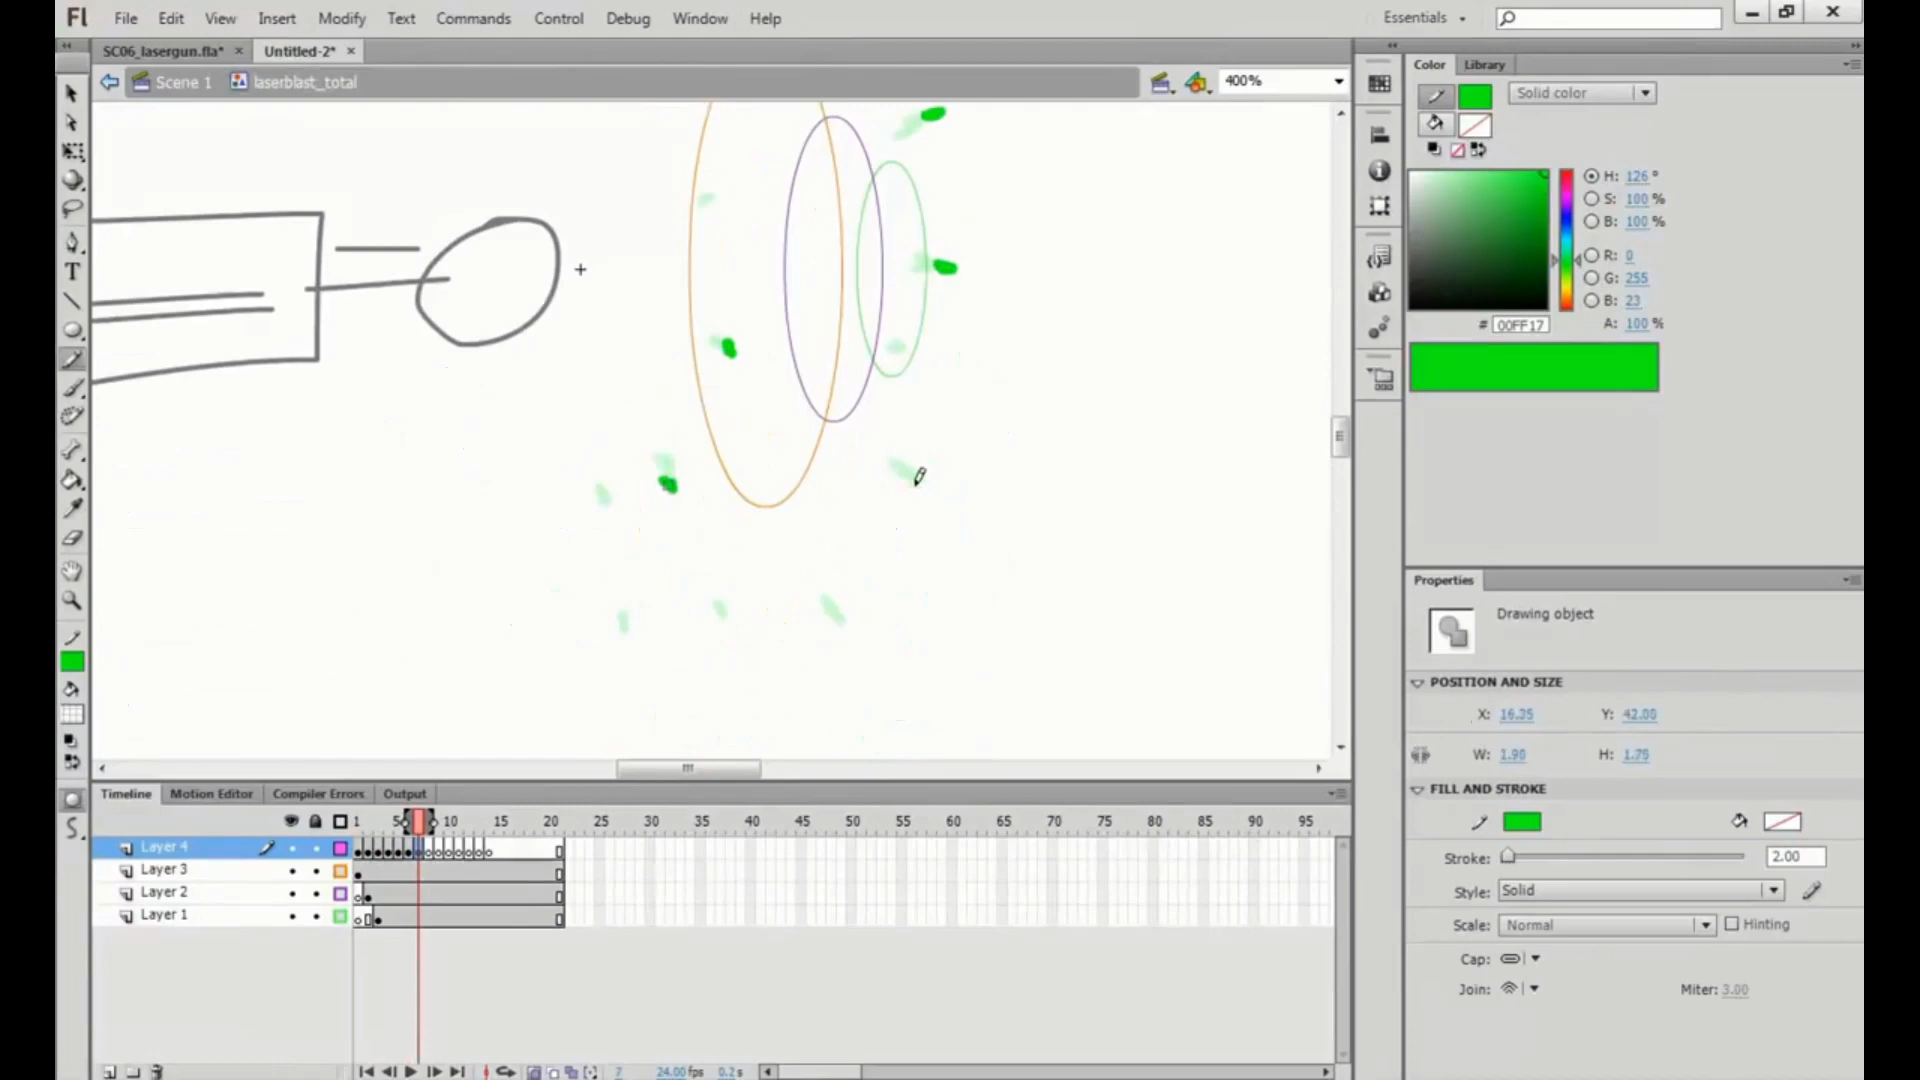 Fl File Edit View Insert Modify Text Commands Control Debug Window Help Essentials
SC06_lasergun.fla* × Untitled-2* ×
Scene 1 laserblast_total 400%
Color Library
Solid color
H: 126 °
S: 100 %
B: 100 %
R: 0
G: 255
B: 23
# 00FF17 A: 100 %
T
Properties
Drawing object
POSITION AND SIZE
X: 16.35 Y: 42.00
W: 1.90 H: 1.75
FILL AND STROKE
Stroke: 2.00
Style: Solid
Scale: Normal Hinting
Cap:
Join: Miter: 3.00
Timeline Motion Editor Compiler Errors Output
1 5 10 15 20 25 30 35 40 45 50 55 60 65 70 75 80 85 90 95
Layer 4
Layer 3
Layer 2
Layer 1
7 24.00 fps 0.2 s